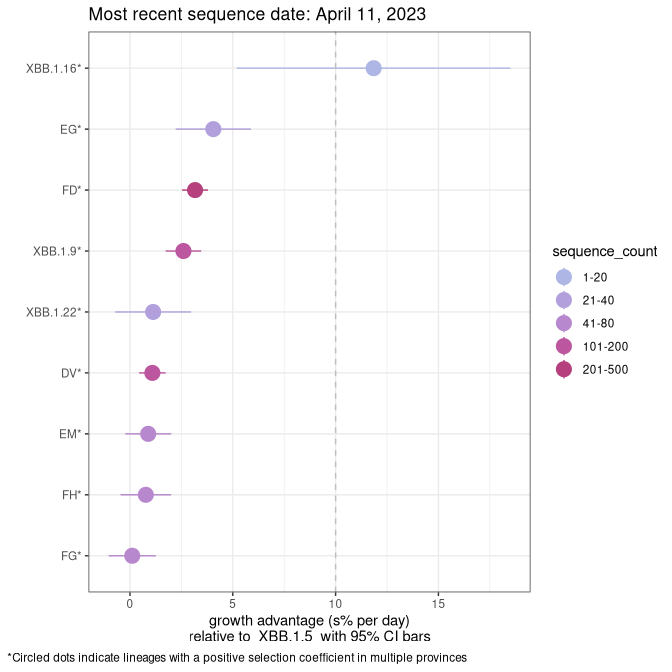 Most recent sequence date: April 11, 2023
XBB.1.16*
EG*
FD*
XBB.1.9*
XBB.1.22*
DV*
EM*
FH*
FG*
0 5 10 15
growth advantage (s% per day)
relative to XBB.1.5 with 95% CI bars
*Circled dots indicate lineages with a positive selection coefficient in multiple provinces
sequence_count
1-20
21-40
41-80
101-200
201-500